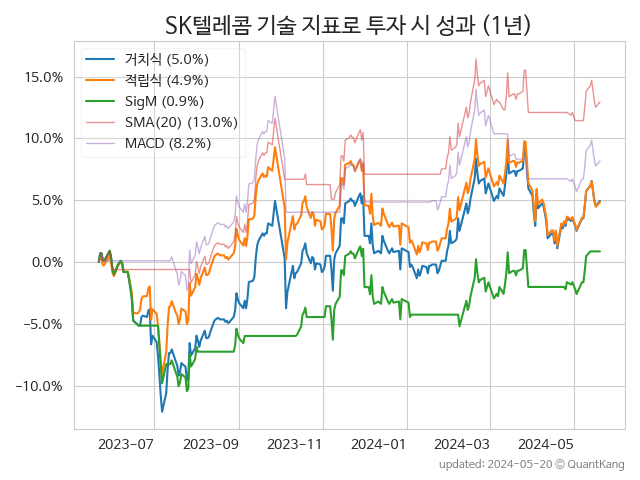 SK텔레콤 기술 지표로 투자 시 성과 (1년)
거치식 (5.0%)
적립식 (4.9%)
SigM (0.9%)
SMA(20) (13.0%)
MACD (8.2%)
15.0%
10.0%
5.0%
0.0%
−5.0%
−10.0%
2023-07 2023-09 2023-11 2024-01 2024-03 2024-05
updated: 2024-05-20 © QuantKang